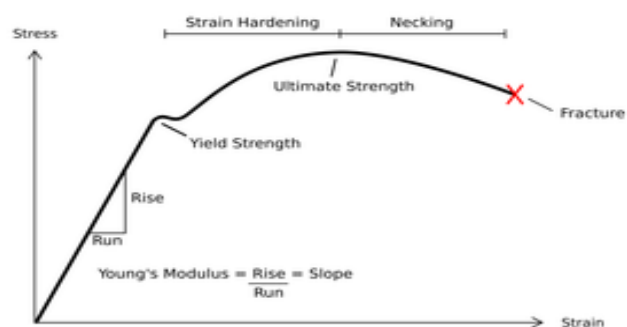 Strain Hardening
Necking
Stress
Ultimate Strength
Fracture
Yield Strength
Rise
Run
Young's Modulus = Rise = Slope
Run
Strain